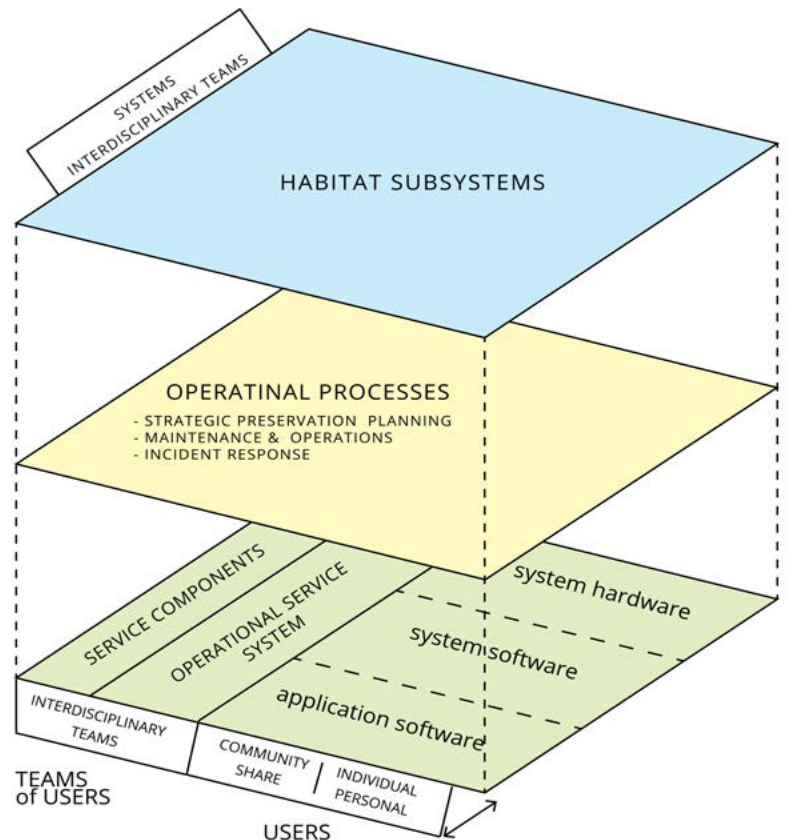 SYSTEMS
INTERDISCIPLINARY TEAMS
HABITAT SUBSYSTEMS
OPERATINAL PROCESSES
- STRATEGIC PRESERVATION PLANNING
- MAINTENANCE & OPERATIONS
- INCIDENT RESPONSE
SERVICE COMPONENTS
OPERATIONAL SERVICE
SYSTEM
system hardware
system software
application software
INTERDISCIPLINARY
TEAMS
COMMUNITY
SHARE
INDIVIDUAL
PERSONAL
TEAMS
of USERS
USERS